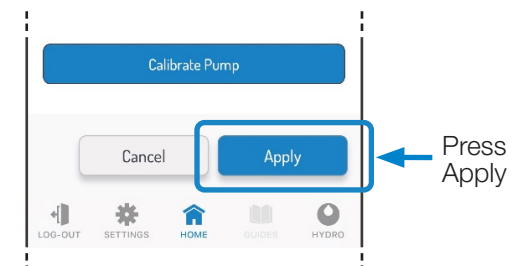 Calibrate Pump
Cancel
Apply
Press
Apply
LOG-OUT
SETTINGS
HOME
GUIDES
HYDRO